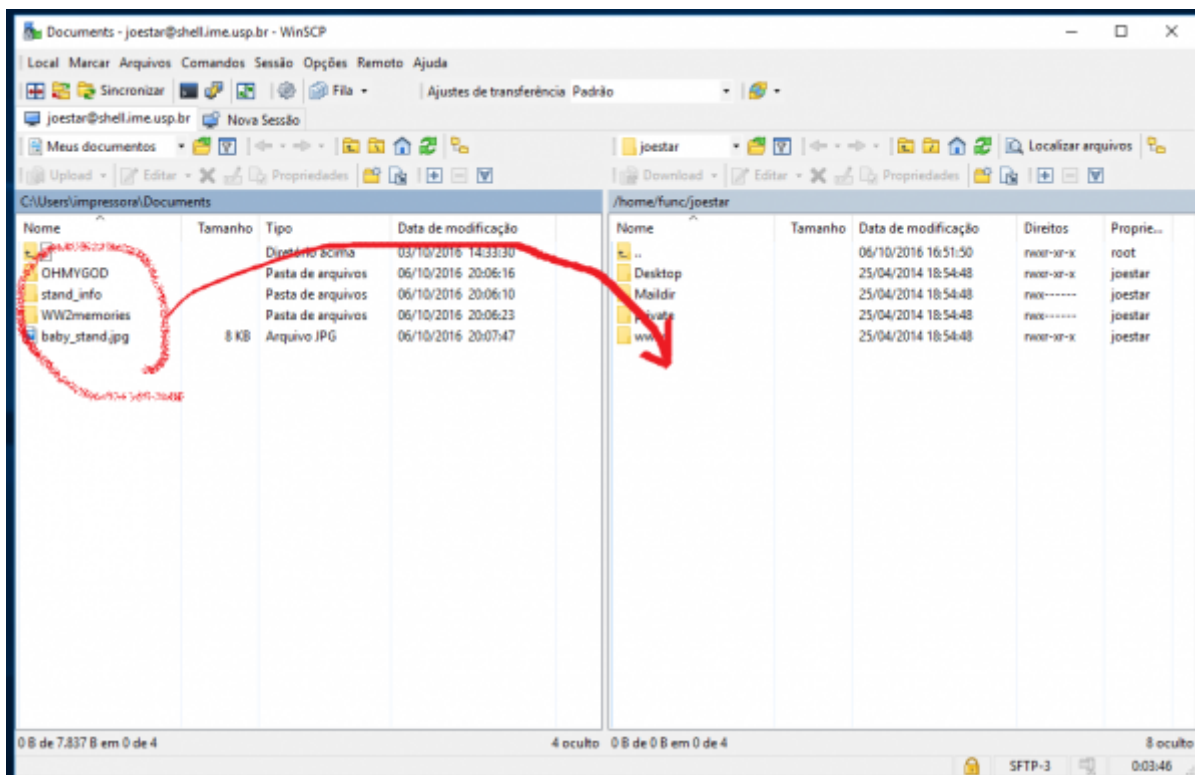 Documents - joestar@shell.ime.usp.br - WinSCP
Local Marcar Arquivos Comandos Sessão Opções Remoto Ajuda
Sincronizar Fila Ajustes de transferência Padrão
joestar@shell.ime.usp.br Nova Sessão
Meus documentos joestar Localizar arquivos
Upload Editar Propriedades Download Editar Propriedades
C:\Users\impressora\Documents /home/func/joestar
Nome Tamanho Tipo Data de modificação Nome Tamanho Data de modificação Direitos Proprie...
Diretório acima 03/10/2016 14:33:30 .. 06/10/2016 16:51:50 rwxr-xr-x root
OHMYGOD Pasta de arquivos 06/10/2016 20:06:16 Desktop 25/04/2014 18:54:48 rwxr-xr-x joestar
stand_info Pasta de arquivos 06/10/2016 20:06:10 Maildir 25/04/2014 18:54:48 rwx------ joestar
WW2memories Pasta de arquivos 06/10/2016 20:06:23 private 25/04/2014 18:54:48 rwx------ joestar
baby_stand.jpg 8 KB Arquivo JPG 06/10/2016 20:07:47 25/04/2014 18:54:48 rwxr-xr-x joestar
0 B de 7.837 B em 0 de 4 4 oculto 0 B de 0 B em 0 de 4 8 oculto
SFTP-3 0:03:46